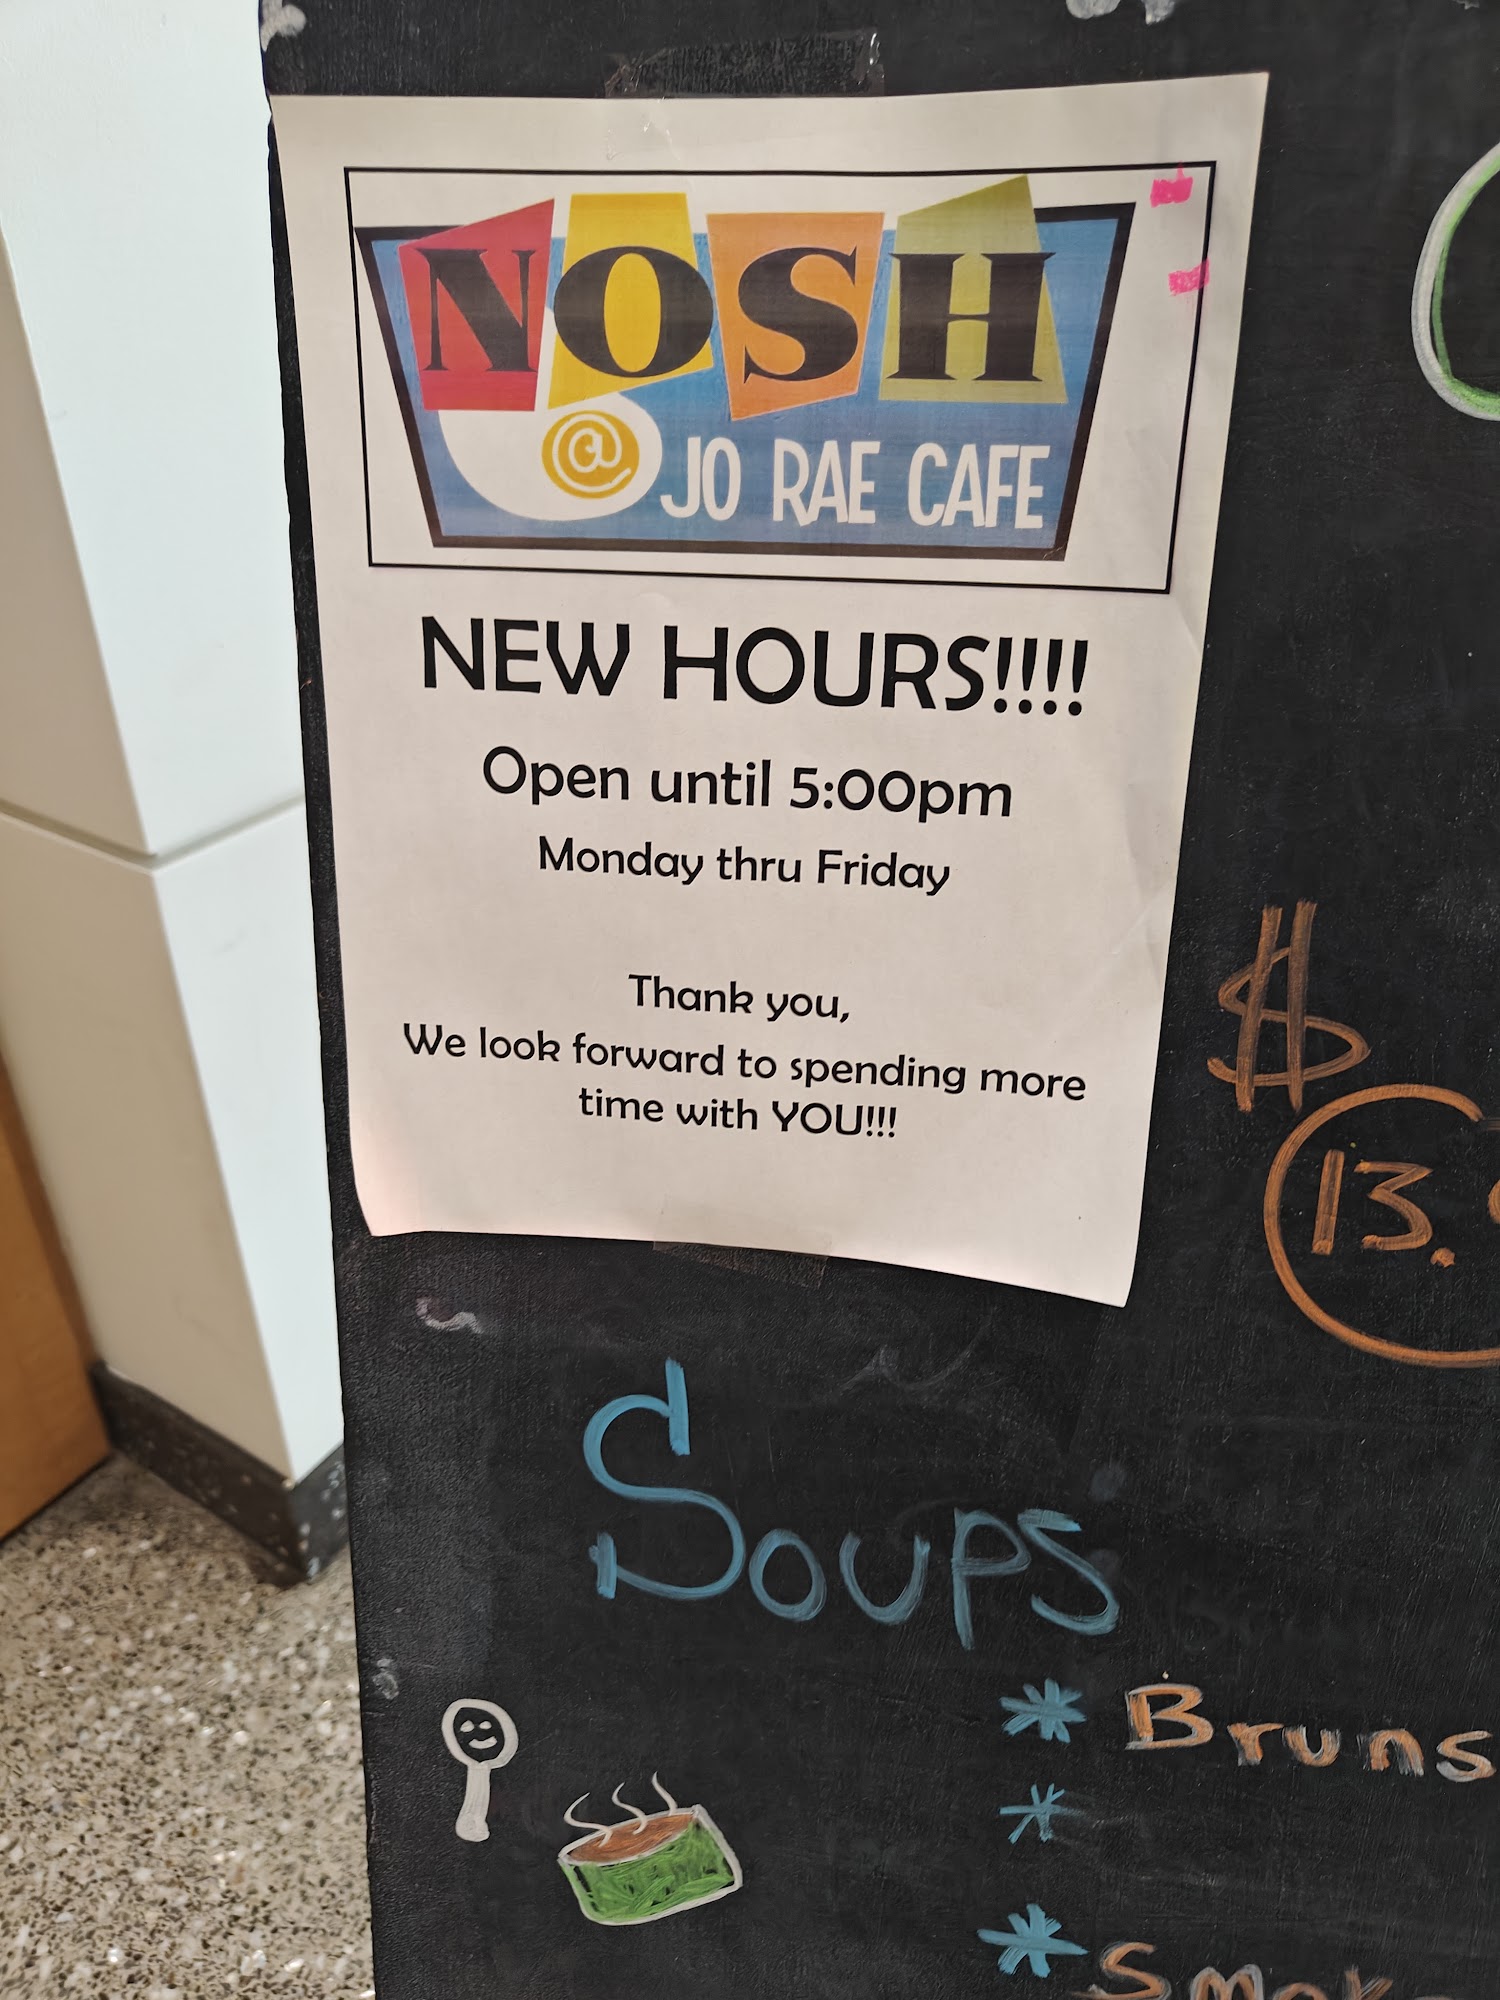 NOSH
@ JO RAE CAFE
NEW HOURS!!!!
Open until 5:00pm
Monday thru Friday
Thank you,
We look forward to spending more
time with YOU!!!
$
13.
Soups
* Bruns
*
*